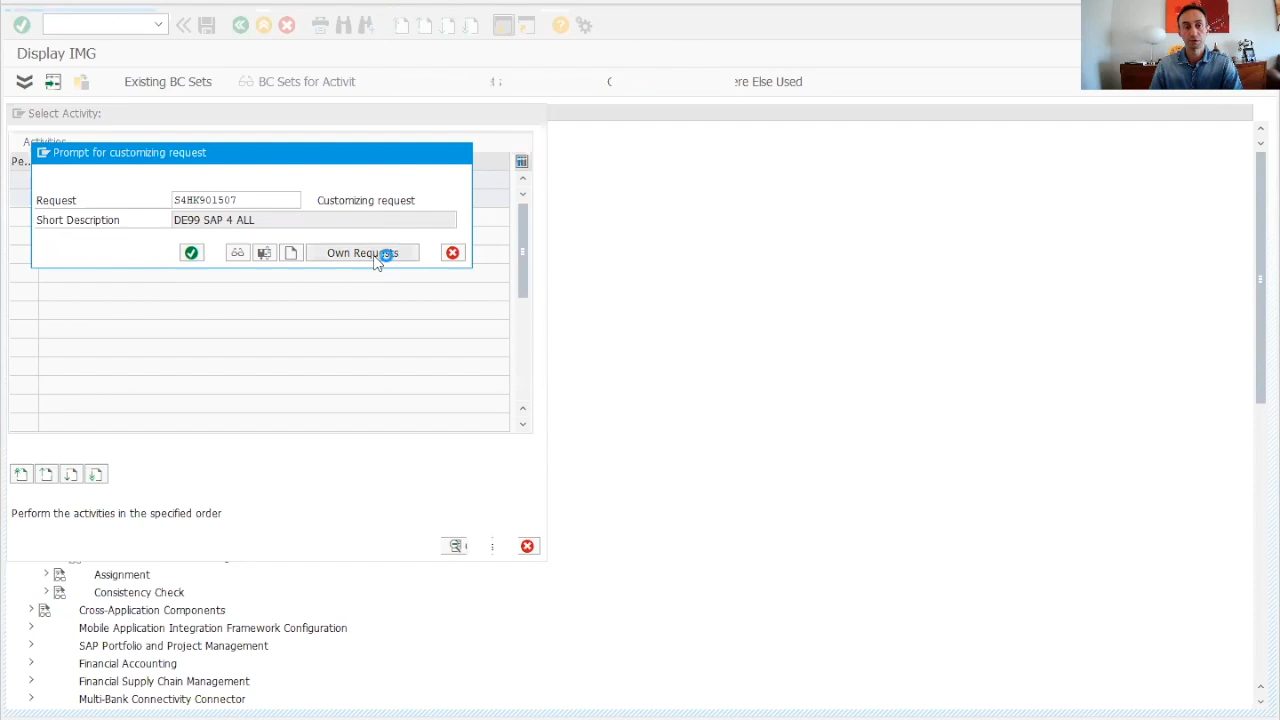 Display IMG
Existing BC Sets
BC Sets for Activit
ere Else Used
Select Activity:
Activities
Pe..
Prompt for customizing request
Request
S4HK901507
Customizing request
Short Description
DE99 SAP 4 ALL
Own Requests
Perform the activities in the specified order
Assignment
Consistency Check
Cross-Application Components
Mobile Application Integration Framework Configuration
SAP Portfolio and Project Management
Financial Accounting
Financial Supply Chain Management
Multi-Bank Connectivity Connector